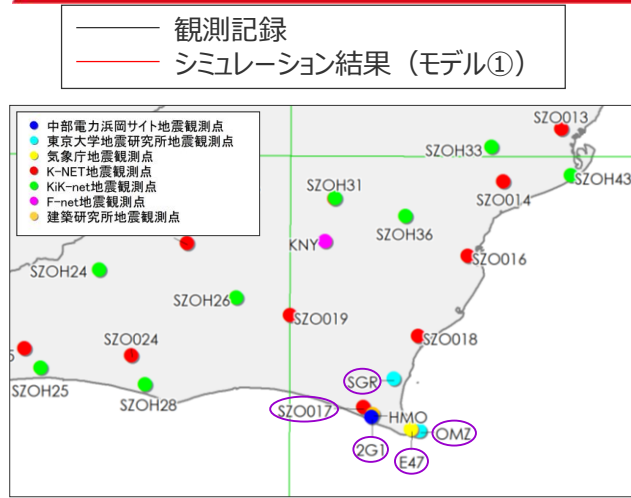 観測記録
シミュレーション結果（モデル①）
中部電力浜岡サイト地震観測点
東京大学地震研究所地震観測点
気象庁地震観測点
K-NET地震観測点
KiK-net地震観測点
F-net地震観測点
建築研究所地震観測点
SZO013
SZOH33
SZOH43
SZOH31
SZO014
SZOH36
KNY
SZO016
SZOH24
SZOH26
SZO019
SZO024
SZO018
SZOH25
SZOH28
SGR
SZO017
HMO
OMZ
2G1
E47